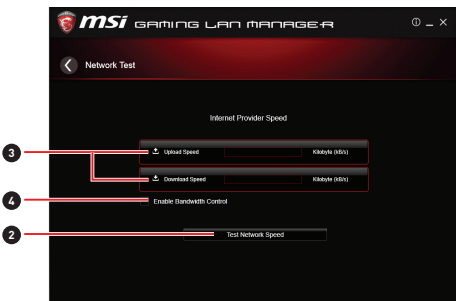 msi GAMING LAN MANAGER
Network Test
Internet Provider Speed
3
Upload Speed Kilobyte (kB/s)
Download Speed Kilobyte (kB/s)
4
Enable Bandwidth Control
2
Test Network Speed